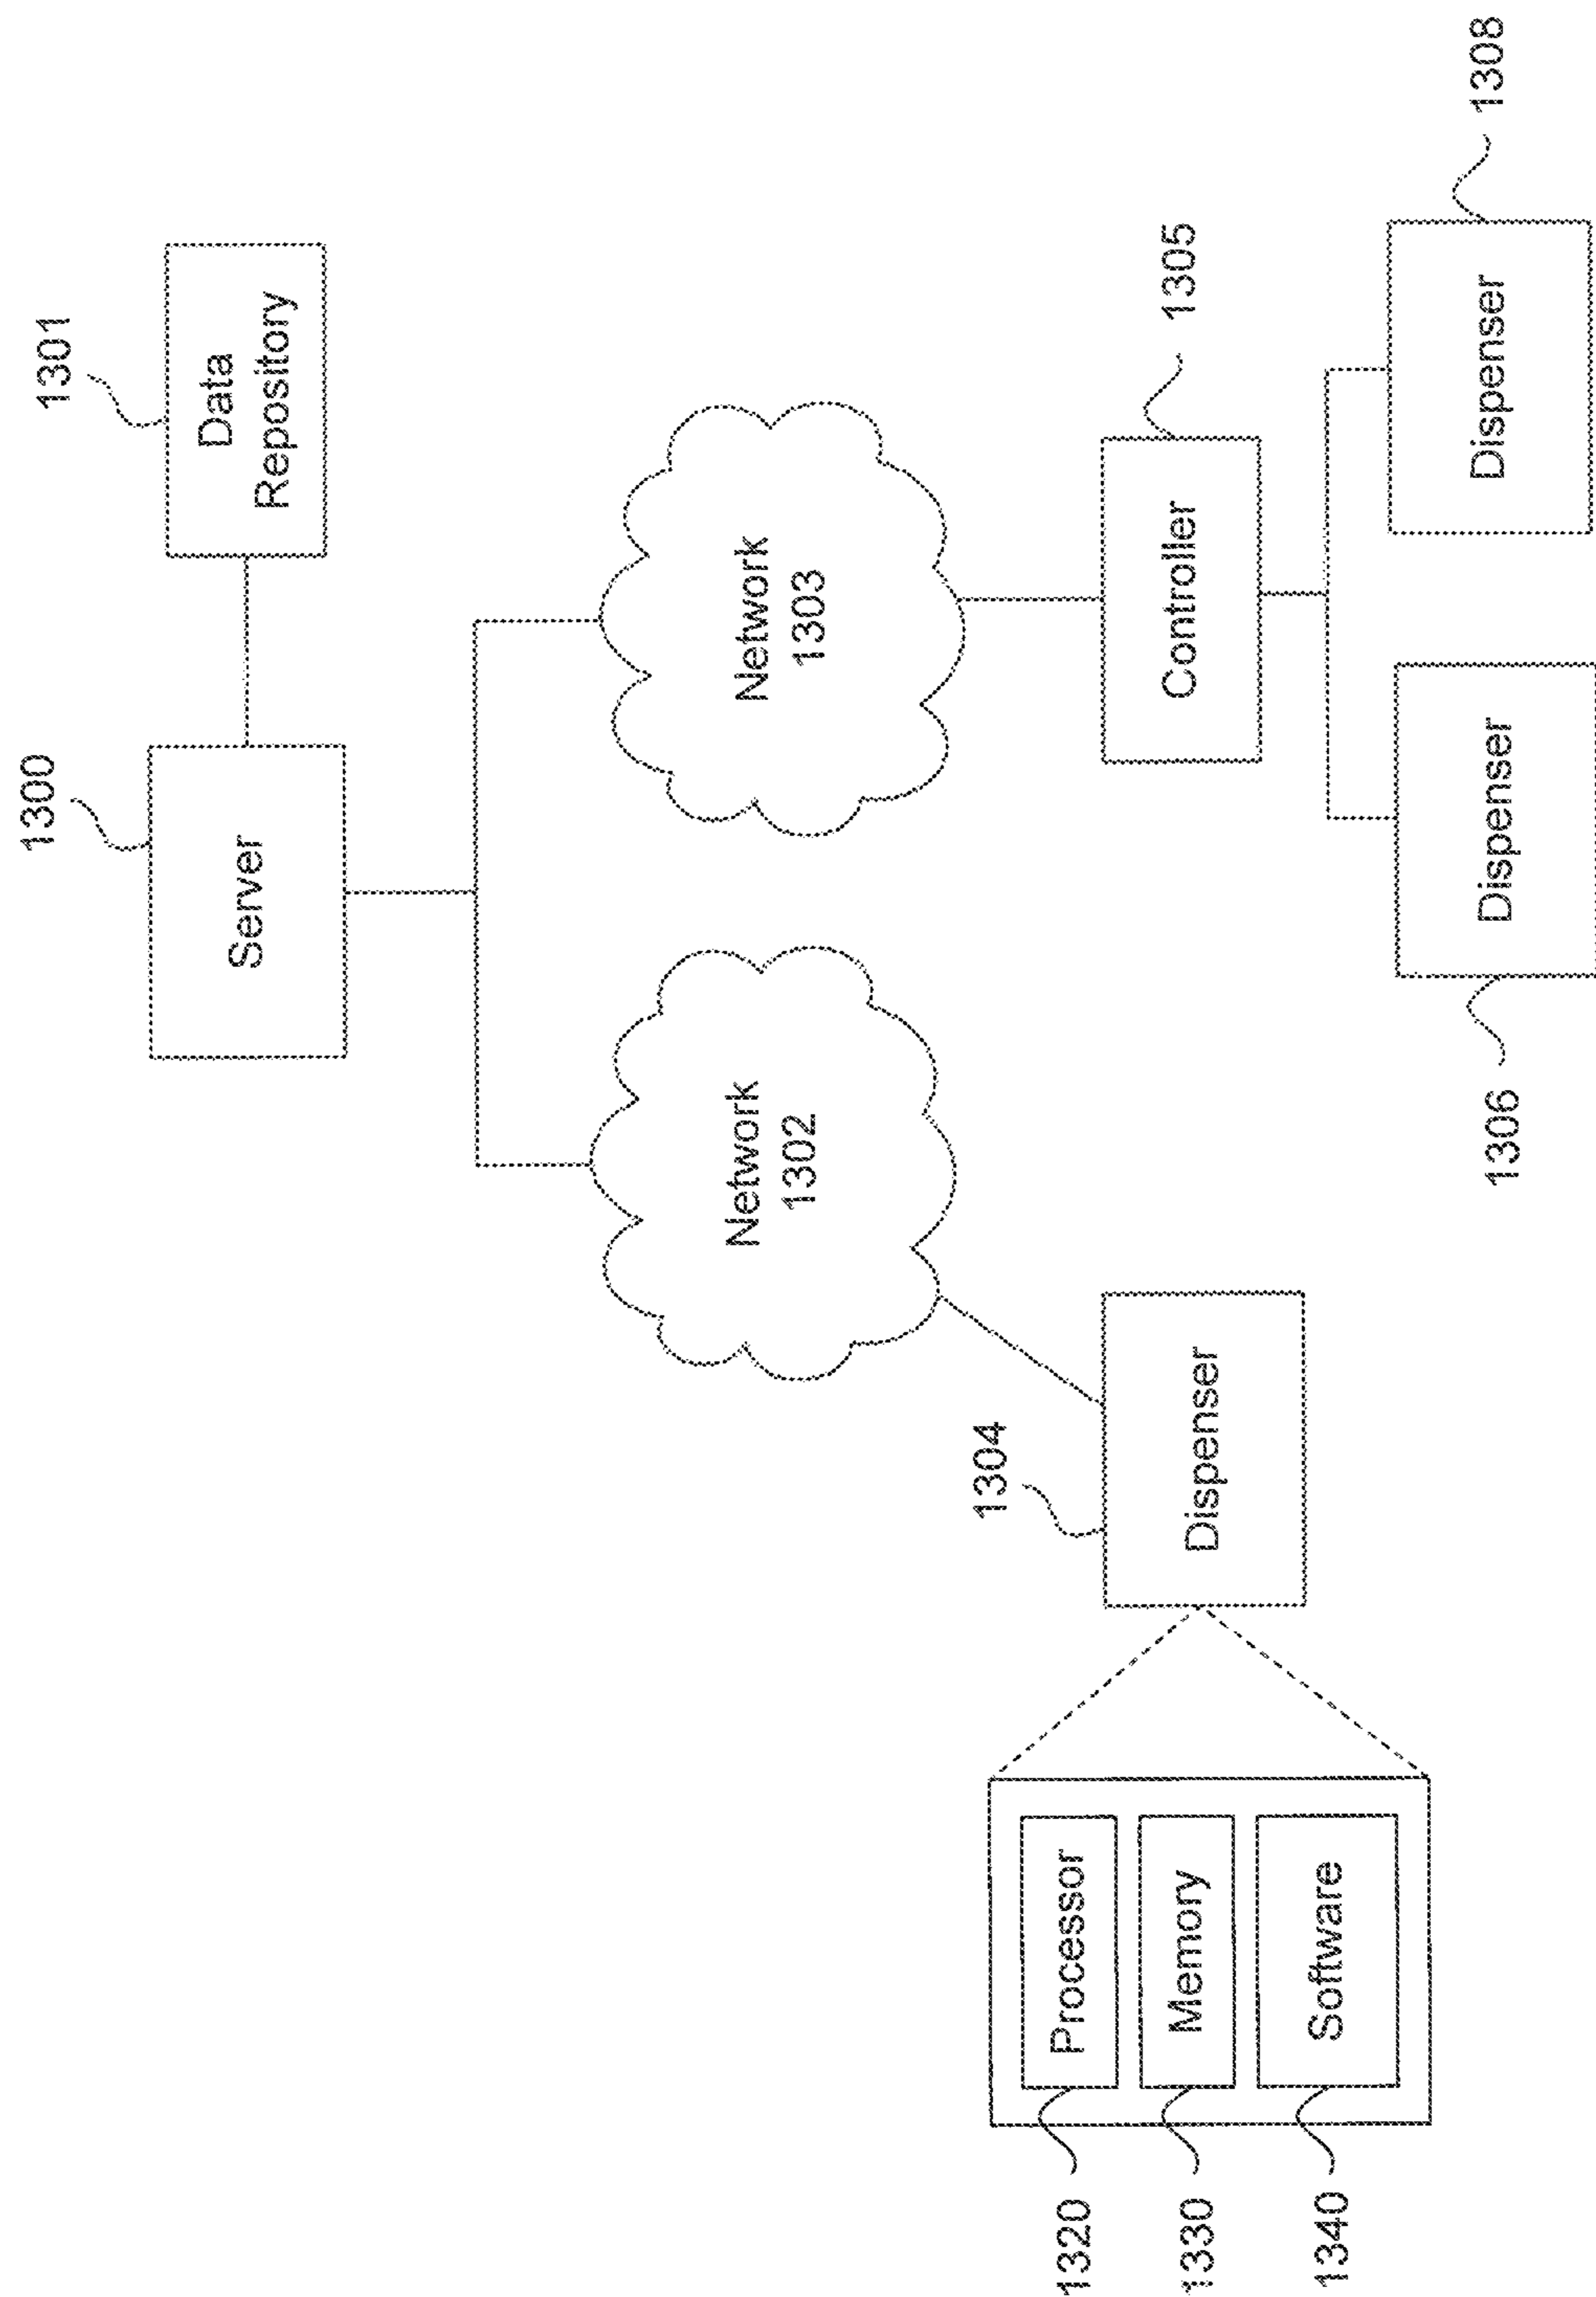 1300
Server
1301
Data
Repository
Network
1302
Network
1303
1304
Dispenser
Controller
1305
1320
Processor
1330
Memory
1340
Software
1306
Dispenser
Dispenser
1308